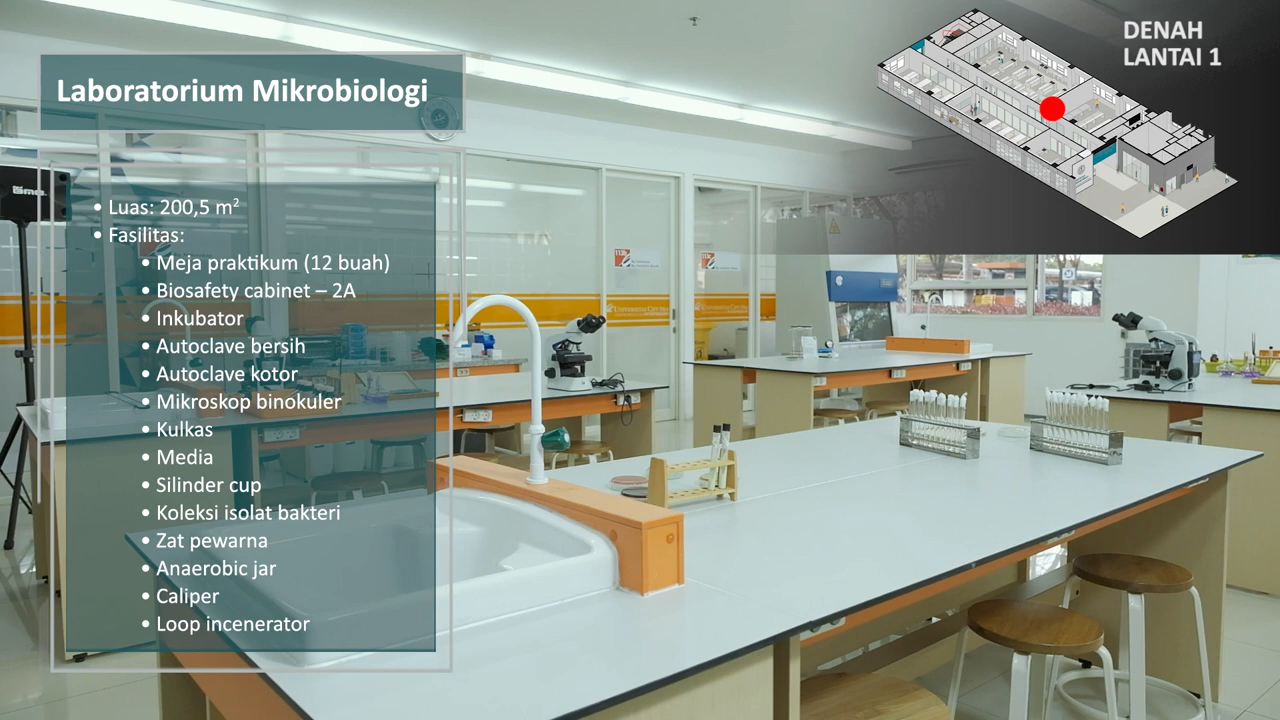 Laboratorium Mikrobiologi
DENAH
LANTAI 1
• Luas: 200,5 m²
• Fasilitas:
• Meja praktikum (12 buah)
• Biosafety cabinet – 2A
• Inkubator
• Autoclave bersih
• Autoclave kotor
• Mikroskop binokuler
• Kulkas
• Media
• Silinder cup
• Koleksi isolat bakteri
• Zat pewarna
• Anaerobic jar
• Caliper
• Loop incenerator